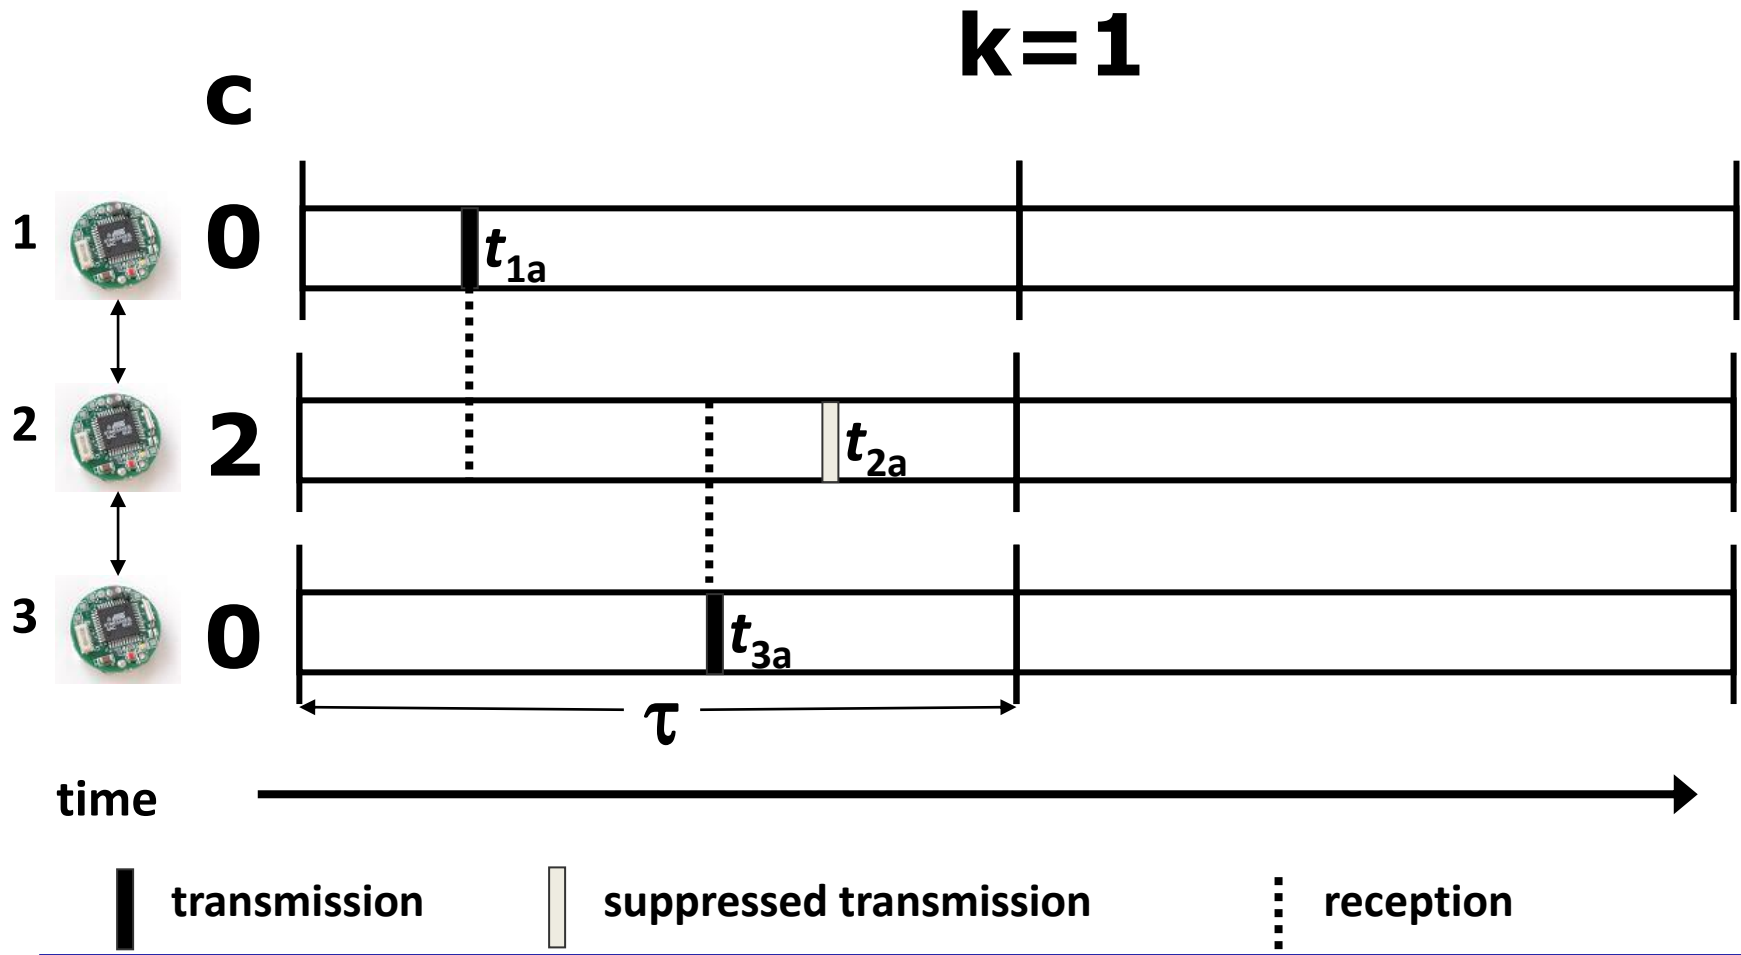 k=1
c
1 0 t1a
2 2 t2a
3 0 t3a
τ
time
transmission suppressed transmission reception